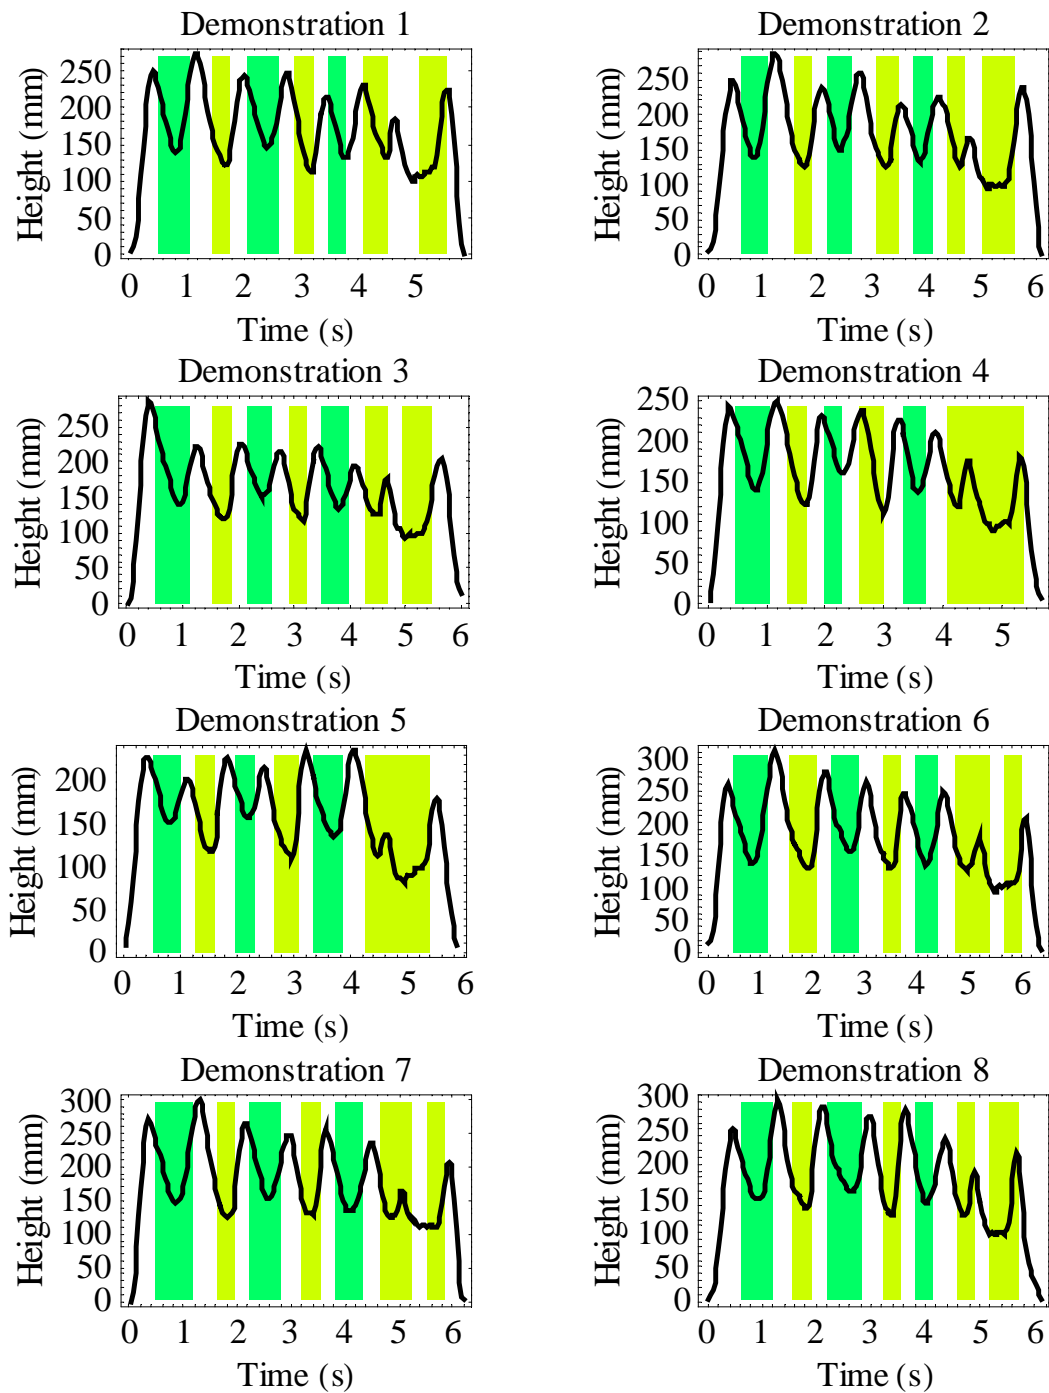 Demonstration 1
Height (mm)
250
200
150
100
50
0
0 1 2 3 4 5
Time (s)
Demonstration 2
Height (mm)
250
200
150
100
50
0
0 1 2 3 4 5 6
Time (s)
Demonstration 3
Height (mm)
250
200
150
100
50
0
0 1 2 3 4 5 6
Time (s)
Demonstration 4
Height (mm)
250
200
150
100
50
0
0 1 2 3 4 5
Time (s)
Demonstration 5
Height (mm)
200
150
100
50
0
0 1 2 3 4 5 6
Time (s)
Demonstration 6
Height (mm)
300
250
200
150
100
50
0
0 1 2 3 4 5 6
Time (s)
Demonstration 7
Height (mm)
300
250
200
150
100
50
0
0 1 2 3 4 5 6
Time (s)
Demonstration 8
Height (mm)
300
250
200
150
100
50
0
0 1 2 3 4 5 6
Time (s)